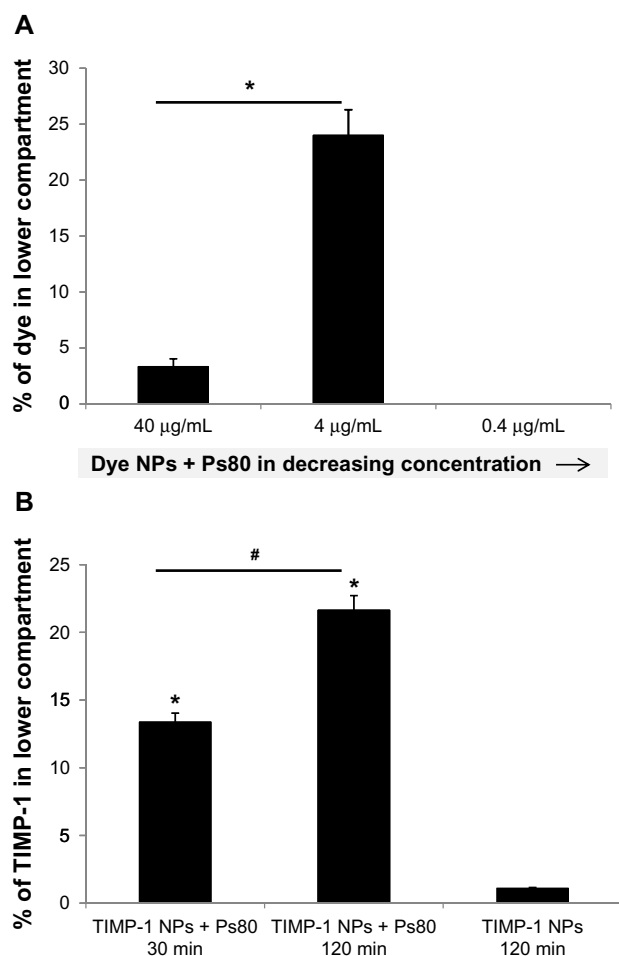 A
% of dye in lower compartment
30
25
20
15
10
5
0
*
40 µg/mL
4 µg/mL
0.4 µg/mL
Dye NPs + Ps80 in decreasing concentration →
B
% of TIMP-1 in lower compartment
25
20
15
10
5
0
#
*
*
TIMP-1 NPs + Ps80
30 min
TIMP-1 NPs + Ps80
120 min
TIMP-1 NPs
120 min